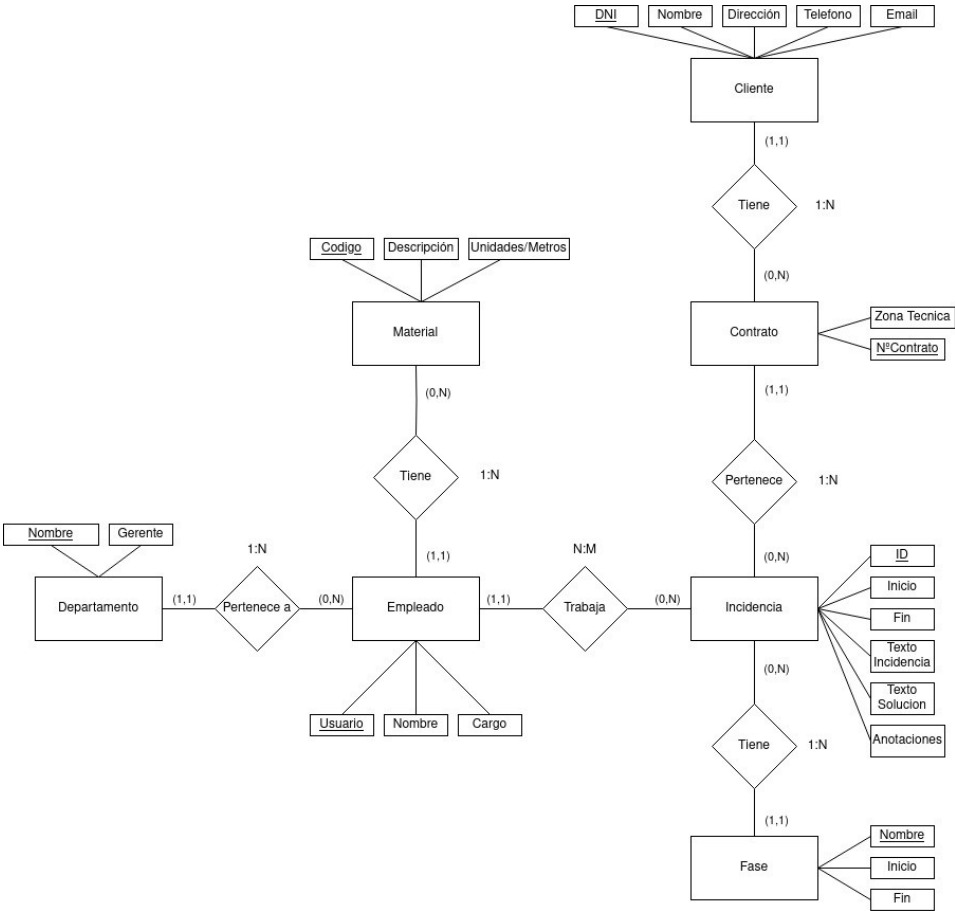 DNI
Nombre
Dirección
Telefono
Email
Cliente
(1,1)
Tiene
1:N
(0,N)
Codigo
Descripción
Unidades/Metros
Material
Contrato
Zona Tecnica
NºContrato
(0,N)
(1,1)
Tiene
1:N
Pertenece
1:N
Nombre
Gerente
1:N
(1,1)
N:M
(0,N)
Departamento
(1,1)
Pertenece a
(0,N)
Empleado
(1,1)
Trabaja
(0,N)
Incidencia
ID
Inicio
Fin
Texto
Incidencia
Texto
Solucion
Anotaciones
Usuario
Nombre
Cargo
(0,N)
Tiene
1:N
(1,1)
Fase
Nombre
Inicio
Fin